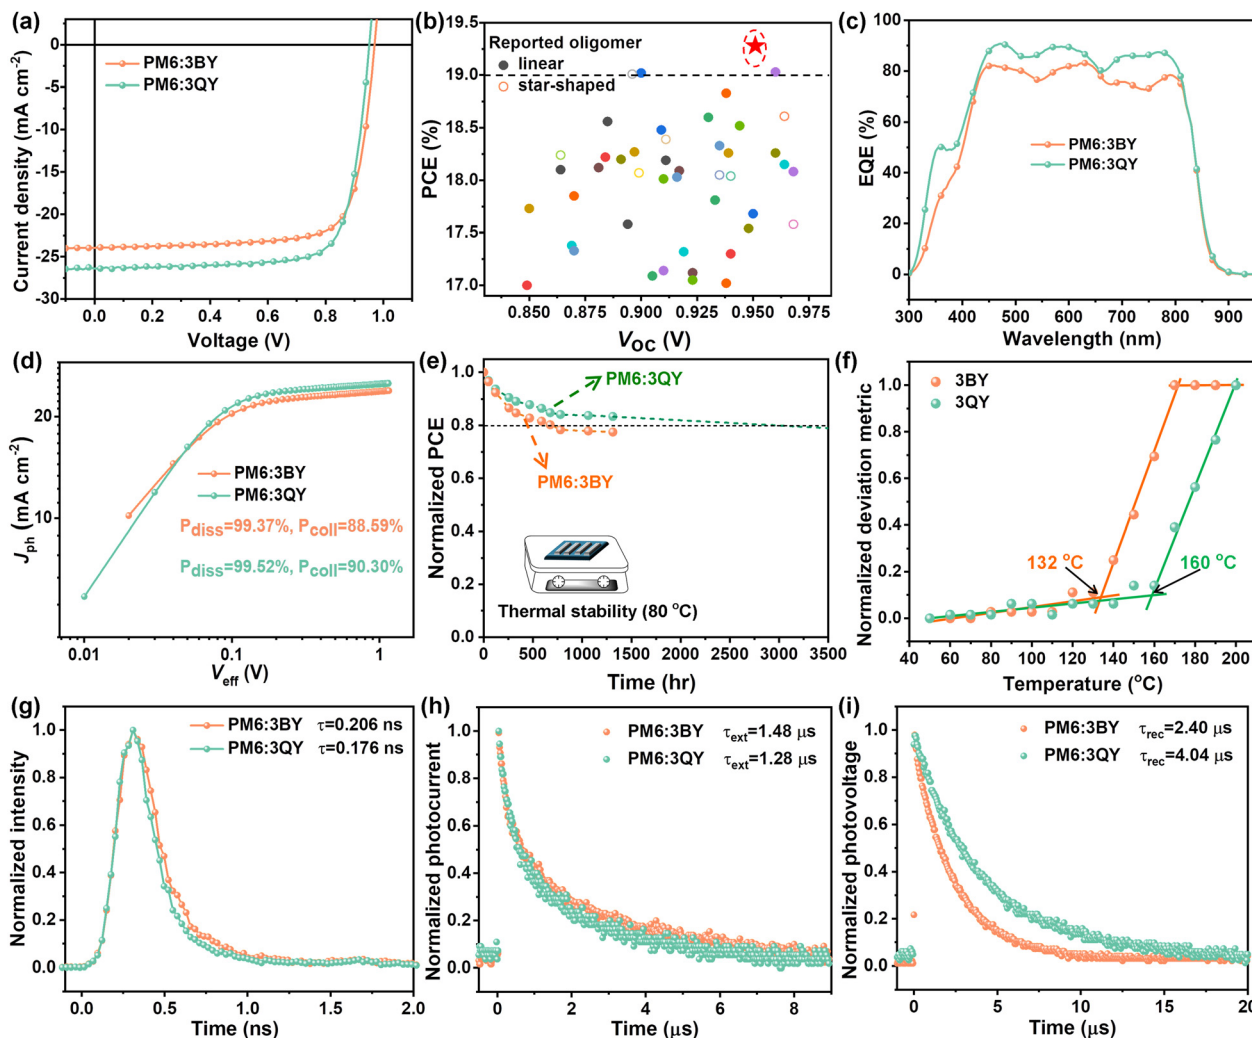 (a)
Current density (mA cm-2)
0
-5
-10
-15
-20
-25
-30
PM6:3BY
PM6:3QY
0.0 0.2 0.4 0.6 0.8 1.0
Voltage (V)
(b)
PCE (%)
19.5
19.0
18.5
18.0
17.5
17.0
Reported oligomer
linear
star-shaped
0.850 0.875 0.900 0.925 0.950 0.975
VOC (V)
(c)
EQE (%)
100
80
60
40
20
0
PM6:3BY
PM6:3QY
300 400 500 600 700 800 900
Wavelength (nm)
(d)
Jph (mA cm-2)
20
10
PM6:3BY
PM6:3QY
Pdiss=99.37%, Pcoll=88.59%
Pdiss=99.52%, Pcoll=90.30%
0.01 0.1 1
Veff (V)
(e)
Normalized PCE
1.0
0.8
0.6
0.4
0.2
0.0
PM6:3QY
PM6:3BY
Thermal stability (80 °C)
0 500 1000 1500 2000 2500 3000 3500
Time (hr)
(f)
Normalized deviation metric
1.0
0.8
0.6
0.4
0.2
0.0
3BY
3QY
132 °C
160 °C
40 60 80 100 120 140 160 180 200
Temperature (°C)
(g)
Normalized intensity
1.0
0.8
0.6
0.4
0.2
0.0
PM6:3BY τ=0.206 ns
PM6:3QY τ=0.176 ns
0.0 0.5 1.0 1.5 2.0
Time (ns)
(h)
Normalized photocurrent
1.0
0.8
0.6
0.4
0.2
0.0
PM6:3BY τext=1.48 μs
PM6:3QY τext=1.28 μs
0 2 4 6 8
Time (μs)
(i)
Normalized photovoltage
1.0
0.8
0.6
0.4
0.2
0.0
PM6:3BY τrec=2.40 μs
PM6:3QY τrec=4.04 μs
0 5 10 15 20
Time (μs)